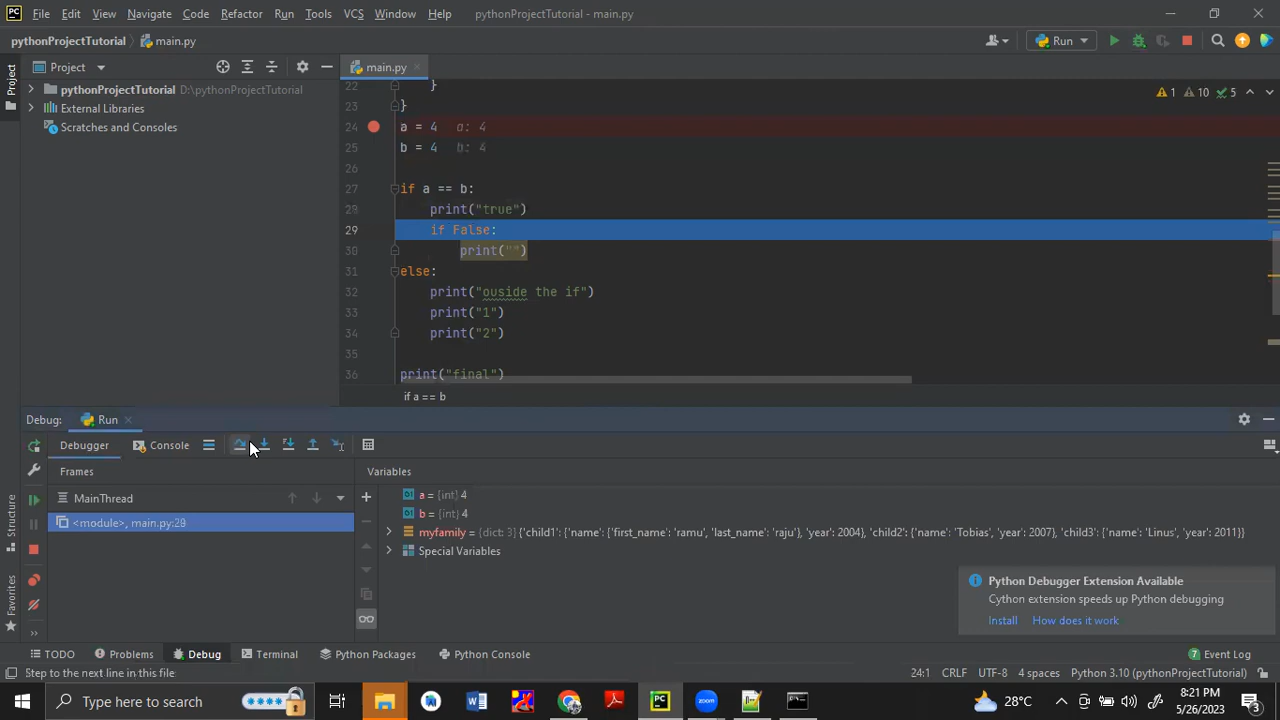 PC File Edit View Navigate Code Refactor Run Tools VCS Window Help pythonProjectTutorial - main.py
pythonProjectTutorial main.py Run
Project main.py
Project
pythonProjectTutorial D:\pythonProjectTutorial
External Libraries
Scratches and Consoles
1 10 5
22 }
23 }
24 a = 4 a: 4
25 b = 4 b: 4
26
27 if a == b:
28 print("true")
29 if False:
30 print("")
31 else:
32 print("ouside the if")
33 print("1")
34 print("2")
35
36 print("final")
if a == b
Debug: Run
Debugger Console
Frames Variables
MainThread
<module>, main.py:29
a = {int} 4
b = {int} 4
myfamily = {dict: 3} {'child1': {'name': {'first_name': 'ramu', 'last_name': 'raju'}, 'year': 2004}, 'child2': {'name': 'Tobias', 'year': 2007}, 'child3': {'name': 'Linus', 'year': 2011}}
Special Variables
Structure
Favorites
Python Debugger Extension Available
Cython extension speeds up Python debugging
Install How does it work
TODO Problems Debug Terminal Python Packages Python Console 7 Event Log
Step to the next line in this file 24:1 CRLF UTF-8 4 spaces Python 3.10 (pythonProjectTutorial)
Type here to search
28°C
8:21 PM
5/26/2023
3